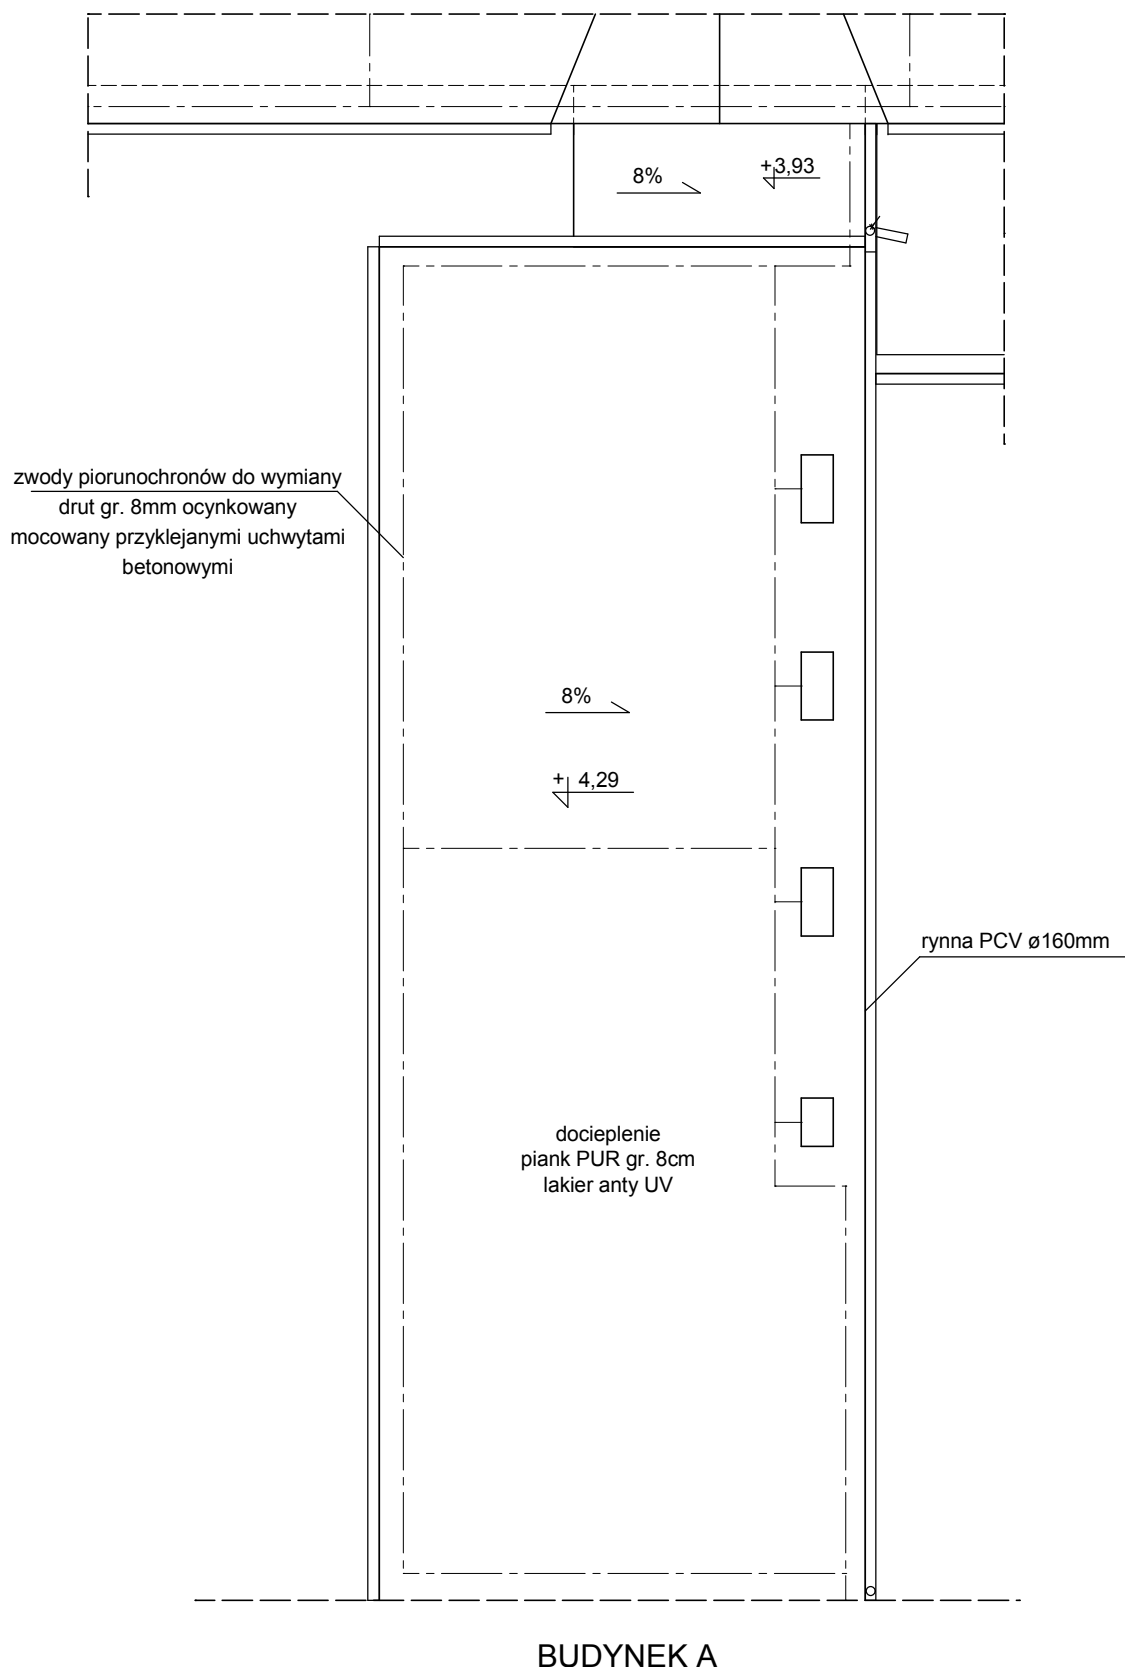 8%
+3,93
zwody piorunochronów do wymiany
drut gr. 8mm ocynkowany
mocowany przyklejanymi uchwytami
betonowymi
8%
+ 4,29
rynna PCV ø160mm
docieplenie
piank PUR gr. 8cm
lakier anty UV
BUDYNEK A